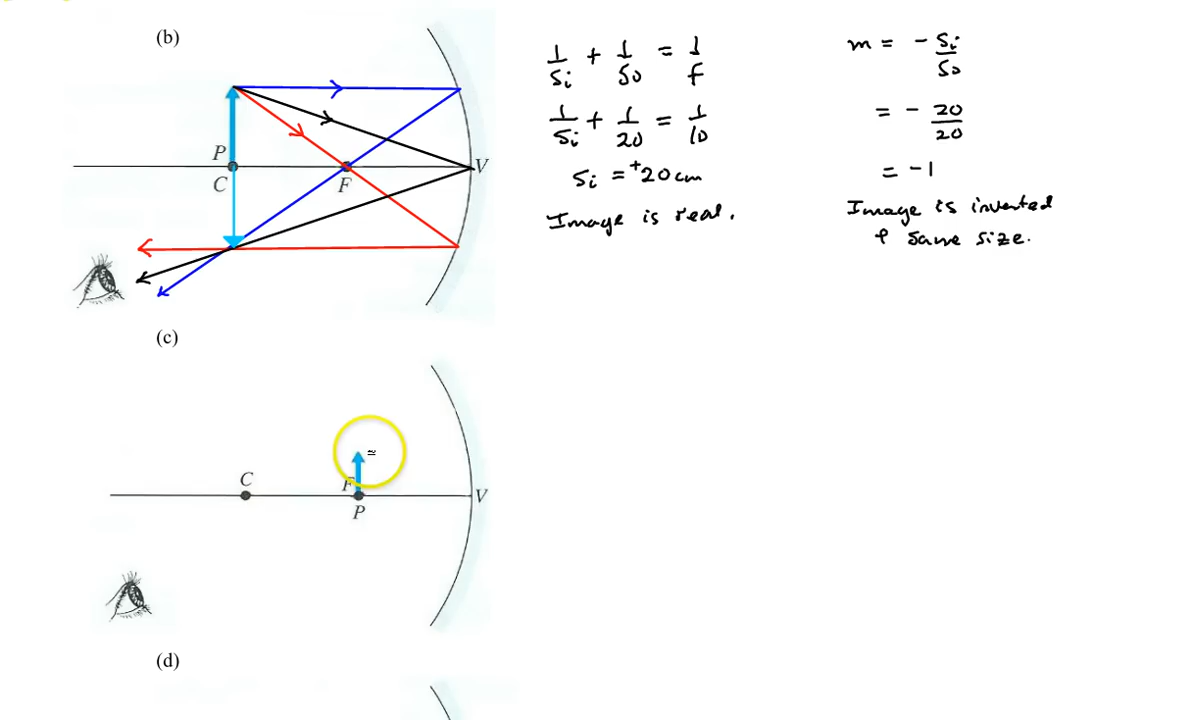 (b)
P
C
F
V
1/si + 1/so = 1/f
1/si + 1/20 = 1/10
si = +20 cm
Image is real.
m = - si/so
= - 20/20
= -1
Image is inverted
& same size.
(c)
C
F
P
V
(d)